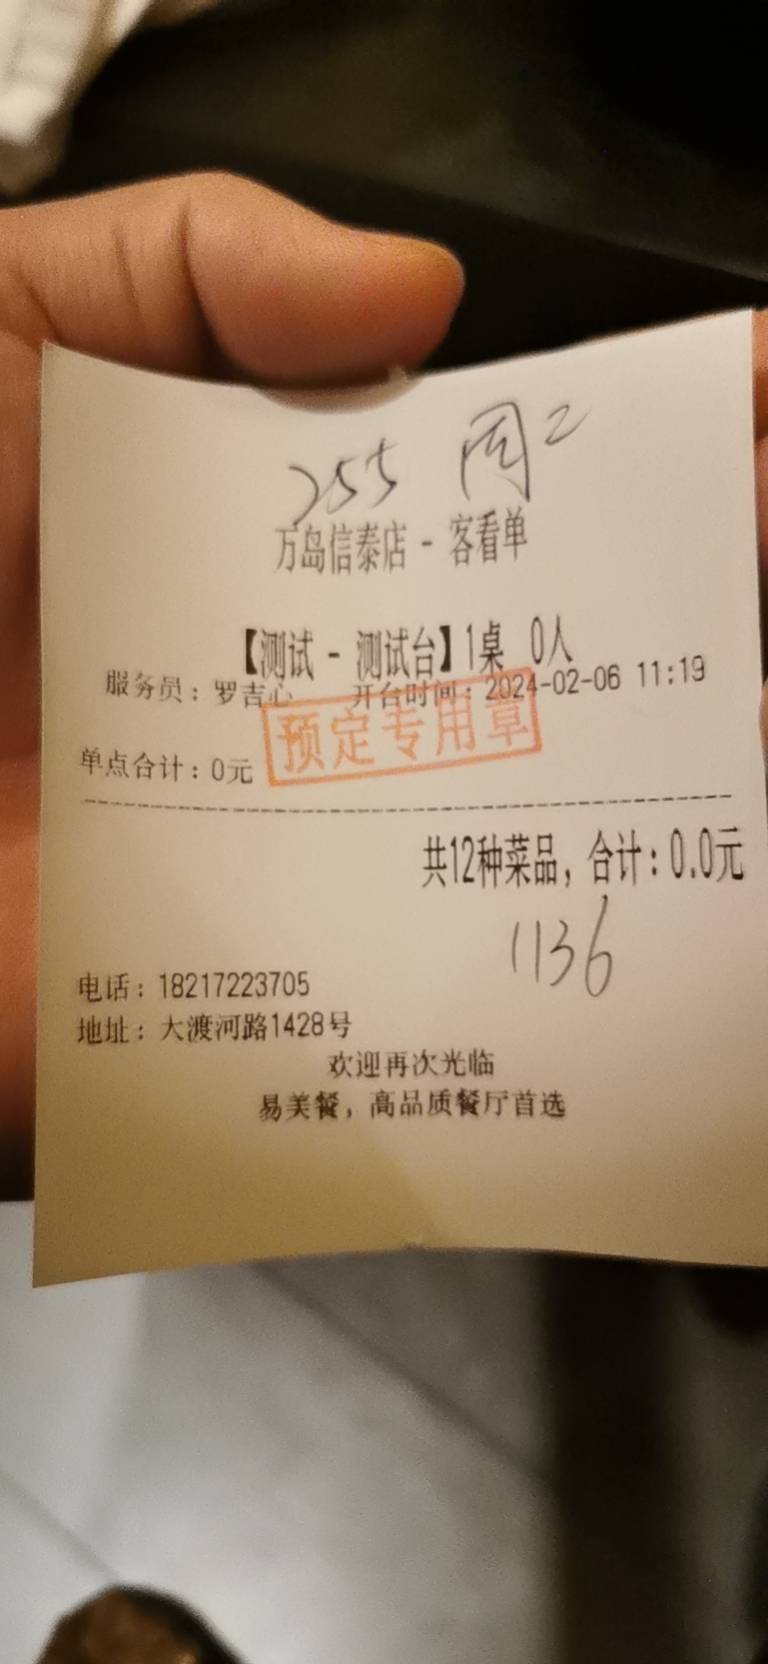 255 周二
万岛信泰店 - 客看单
【测试 - 测试台】1桌 0人
服务员：罗吉心 开台时间：2024-02-06 11:19
预定专用章
单点合计：0元
共12种菜品，合计：0.0元
1136
电话：18217223705
地址：大渡河路1428号
欢迎再次光临
易美餐，高品质餐厅首选